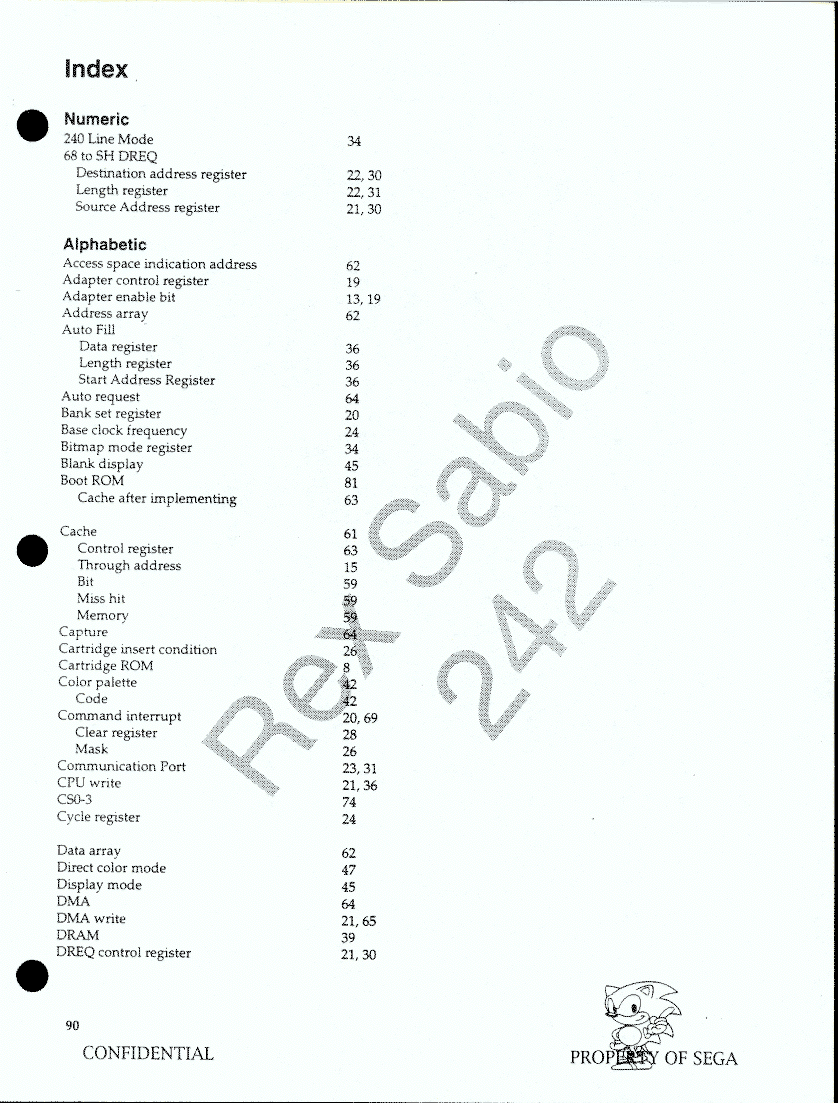 Index
Numeric
240 Line Mode 34
68 to SH DREQ
Destination address register 22, 30
Length register 22, 31
Source Address register 21, 30
Alphabetic
Access space indication address 62
Adapter control register 19
Adapter enable bit 13, 19
Address array 62
Auto Fill
Data register 36
Length register 36
Start Address Register 36
Auto request 64
Bank set register 20
Base clock frequency 24
Bitmap mode register 34
Blank display 45
Boot ROM 81
Cache after implementing 63
Cache 61
Control register 63
Through address 15
Bit 59
Miss hit 59
Memory 59
Capture 64
Cartridge insert condition 26
Cartridge ROM 8
Color palette 42
Code 42
Command interrupt 20, 69
Clear register 28
Mask 26
Communication Port 23, 31
CPU write 21, 36
CS0-3 74
Cycle register 24
Data array 62
Direct color mode 47
Display mode 45
DMA 64
DMA write 21, 65
DRAM 39
DREQ control register 21, 30
Rex Sabio
242
90
CONFIDENTIAL
PROPERTY OF SEGA